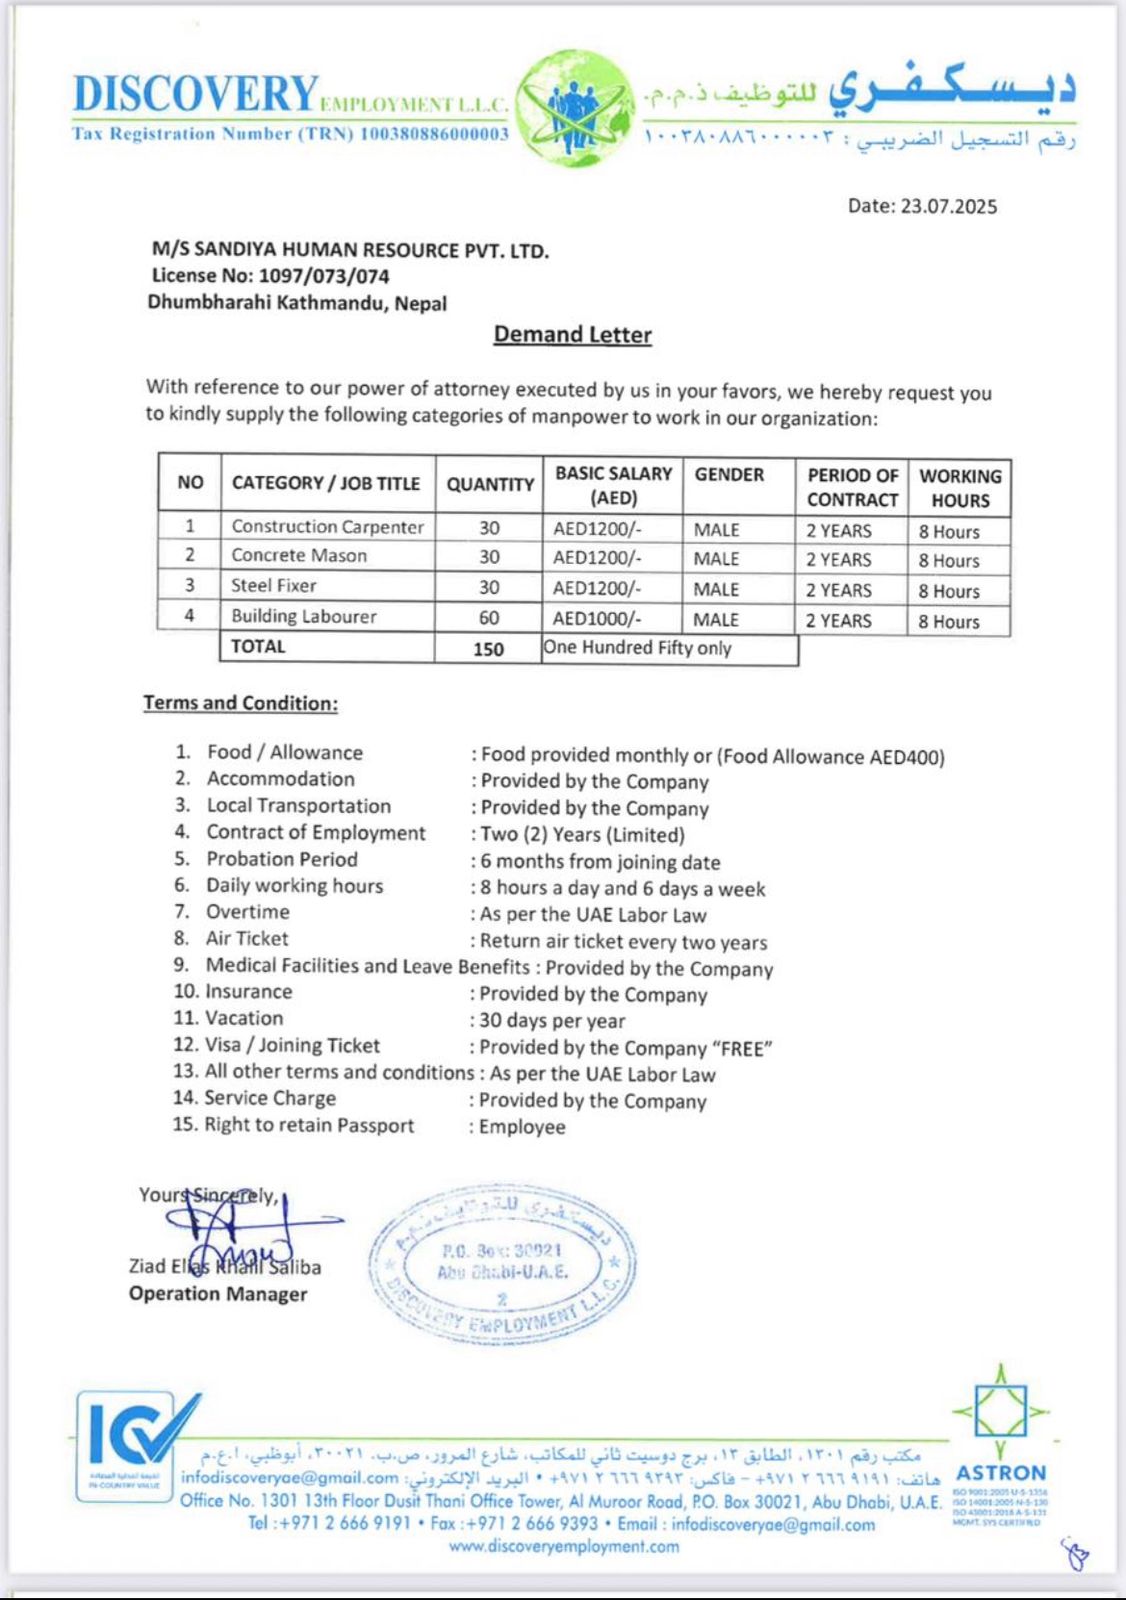 DISCOVERY EMPLOYMENT L.L.C.
Tax Registration Number (TRN) 100380886000003
ديسكفري للتوظيف ذ.م.م.
رقم التسجيل الضريبي : ١٠٠٣٨٠٨٨٦٠٠٠٠٠٣
Date: 23.07.2025
M/S SANDIYA HUMAN RESOURCE PVT. LTD.
License No: 1097/073/074
Dhumbharahi Kathmandu, Nepal
Demand Letter
With reference to our power of attorney executed by us in your favors, we hereby request you
to kindly supply the following categories of manpower to work in our organization:
NO CATEGORY / JOB TITLE QUANTITY BASIC SALARY (AED) GENDER PERIOD OF CONTRACT WORKING HOURS
1 Construction Carpenter 30 AED1200/- MALE 2 YEARS 8 Hours
2 Concrete Mason 30 AED1200/- MALE 2 YEARS 8 Hours
3 Steel Fixer 30 AED1200/- MALE 2 YEARS 8 Hours
4 Building Labourer 60 AED1000/- MALE 2 YEARS 8 Hours
TOTAL 150 One Hundred Fifty only
Terms and Condition:
1. Food / Allowance : Food provided monthly or (Food Allowance AED400)
2. Accommodation : Provided by the Company
3. Local Transportation : Provided by the Company
4. Contract of Employment : Two (2) Years (Limited)
5. Probation Period : 6 months from joining date
6. Daily working hours : 8 hours a day and 6 days a week
7. Overtime : As per the UAE Labor Law
8. Air Ticket : Return air ticket every two years
9. Medical Facilities and Leave Benefits : Provided by the Company
10. Insurance : Provided by the Company
11. Vacation : 30 days per year
12. Visa / Joining Ticket : Provided by the Company “FREE”
13. All other terms and conditions : As per the UAE Labor Law
14. Service Charge : Provided by the Company
15. Right to retain Passport : Employee
Yours Sincerely,
Ziad Elias Khalil Saliba
Operation Manager
ديسكفري للتوظيف ذ.م.م.
P.O. Box: 30021
Abu Dhabi-U.A.E.
2
DISCOVERY EMPLOYMENT L.L.C.
IN-COUNTRY VALUE
مكتب رقم ١٣٠١، الطابق ١٣، برج دوسيت ثاني للمكاتب، شارع المرور، ص.ب. ٣٠٠٢١، أبوظبي، ا.ع.م
هاتف: ٩١٩١ ٦٦٦ ٢ ٩٧١+ – فاكس: ٩٣٩٣ ٦٦٦ ٢ ٩٧١+ • البريد الإلكتروني: infodiscoveryae@gmail.com
Office No. 1301 13th Floor Dusit Thani Office Tower, Al Muroor Road, P.O. Box 30021, Abu Dhabi, U.A.E.
Tel :+971 2 666 9191 • Fax :+971 2 666 9393 • Email : infodiscoveryae@gmail.com
www.discoveryemployment.com
ASTRON
MGMT. SYS CERTIFIED